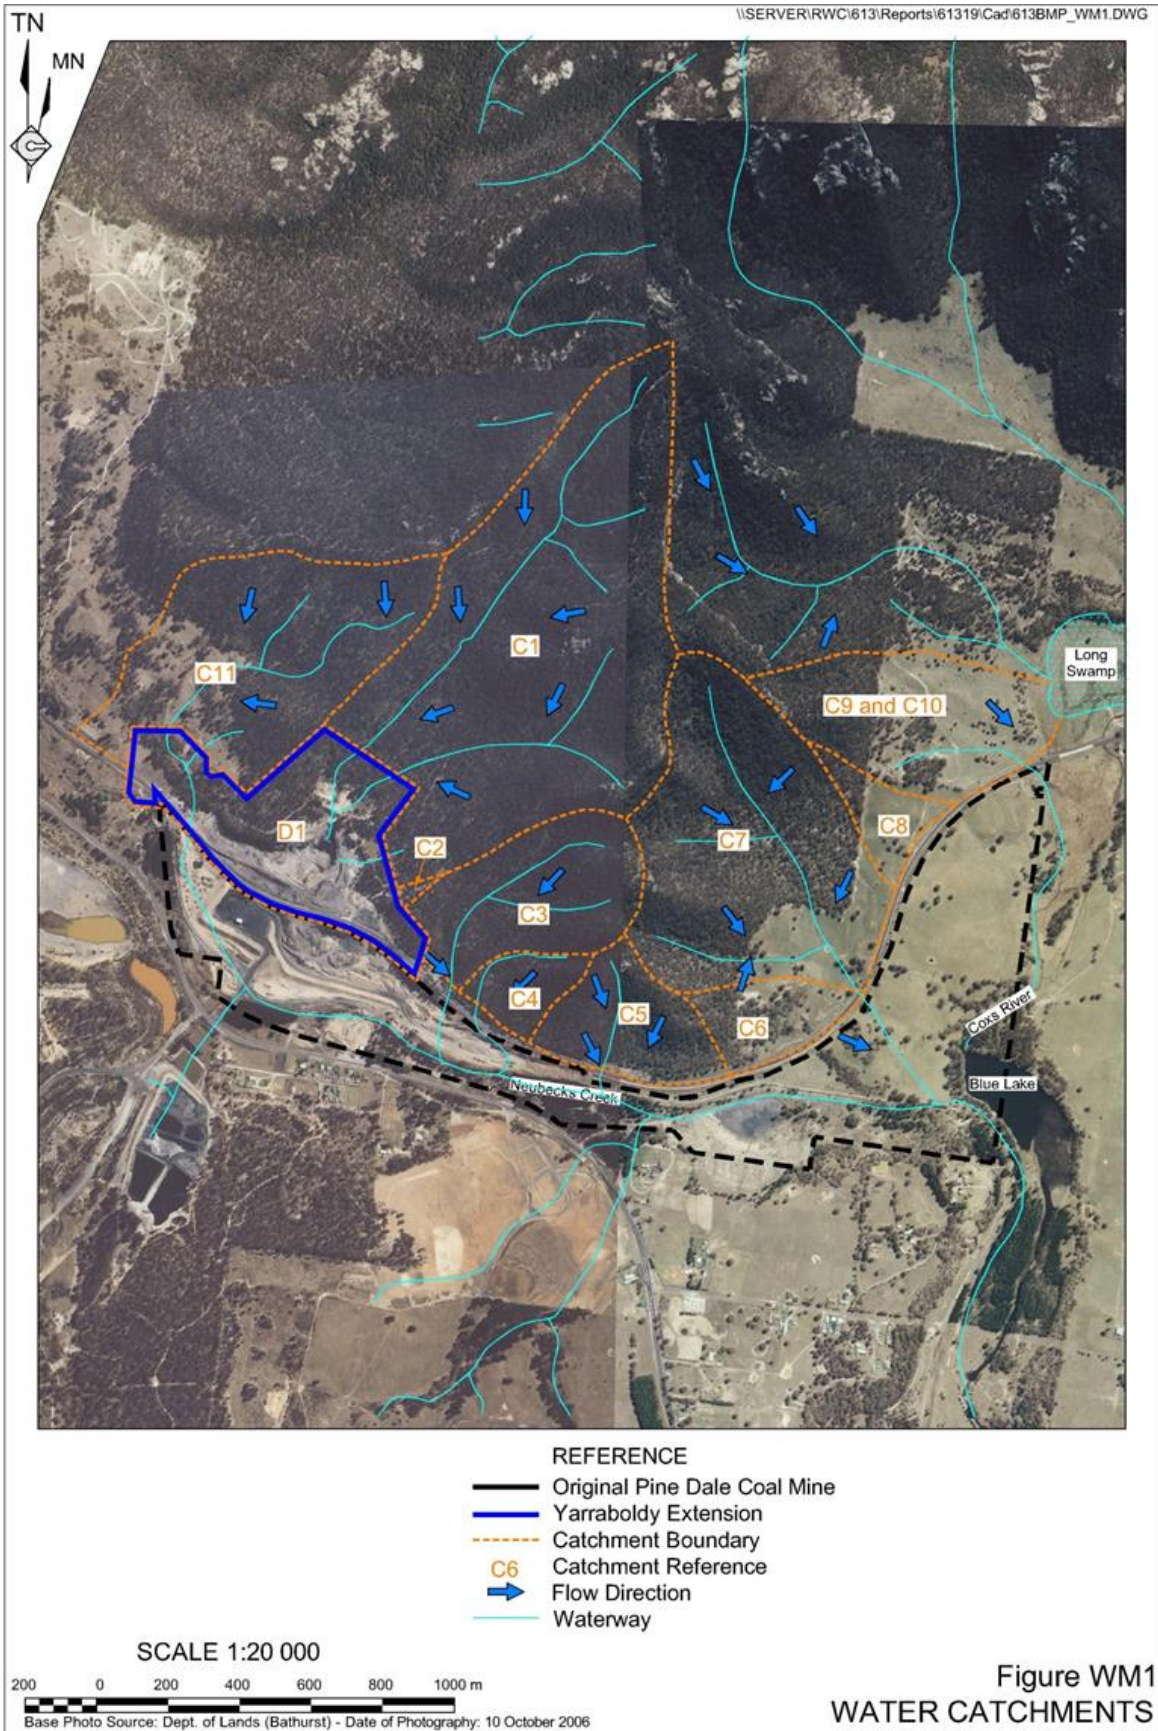 \\SERVER\RWC\613\Reports\61319\Cad\613BMP_WM1.DWG
TN
MN
C1
C11
Long
Swamp
C9 and C10
D1
C2
C7
C8
C3
C4
C5
C6
Coxs River
Blue Lake
Neubecks Creek
REFERENCE
Original Pine Dale Coal Mine
Yarraboldy Extension
Catchment Boundary
C6 Catchment Reference
Flow Direction
Waterway
SCALE 1:20 000
200 0 200 400 600 800 1000 m
Base Photo Source: Dept. of Lands (Bathurst) - Date of Photography: 10 October 2006
Figure WM1
WATER CATCHMENTS